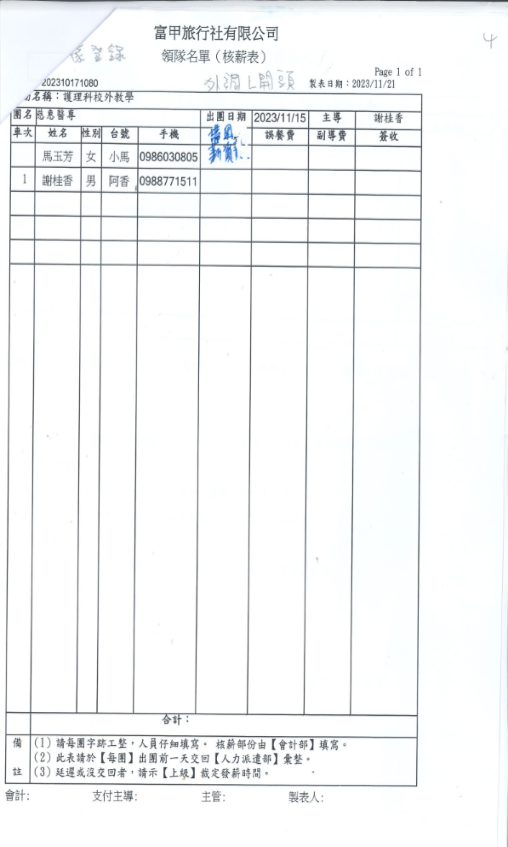 富甲旅行社有限公司
領隊名單（核薪表）
登錄
外調L開頭
4
Page 1 of 1
202310171080
製表日期：2023/11/21
名稱：護理科校外教學
團名 慈惠醫專 出團日期 2023/11/15 主導 謝桂香
車次 姓名 性別 台號 手機 誤餐費 副導費 簽收
馬玉芳 女 小馬 0986030805
1 謝桂香 男 阿香 0988771511
合計：
備註
(1) 請每團字跡工整，人員仔細填寫。 核薪部份由【會計部】填寫。
(2) 此表請於【每團】出團前一天交回【人力派遣部】彙整。
(3) 延遲或沒交回者，請示【上級】裁定發薪時間。
會計: 支付主導: 主管: 製表人: